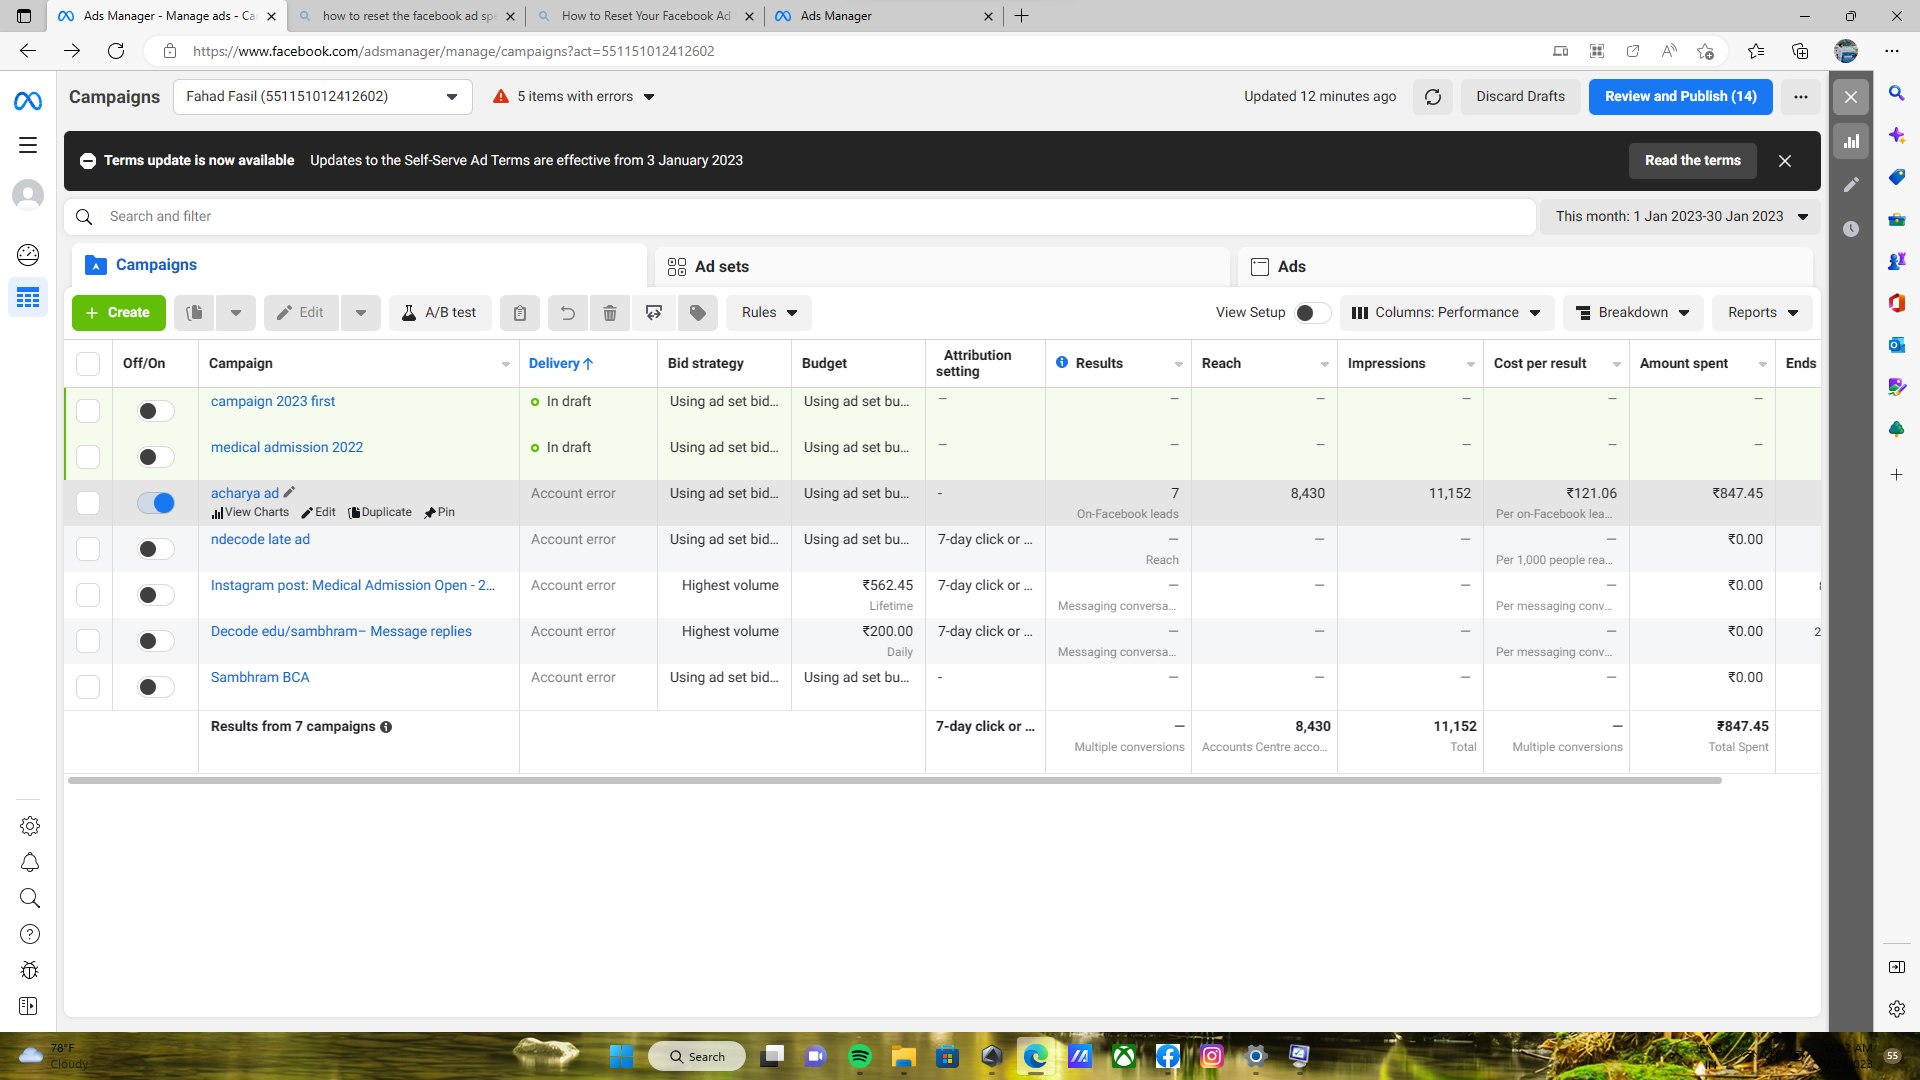 Ads Manager - Manage ads - Ca
how to reset the facebook ad spe
How to Reset Your Facebook Ad
Ads Manager
https://www.facebook.com/adsmanager/manage/campaigns?act=551151012412602
Campaigns
Fahad Fasil (551151012412602)
5 items with errors
Updated 12 minutes ago
Discard Drafts
Review and Publish (14)
Terms update is now available Updates to the Self-Serve Ad Terms are effective from 3 January 2023
Read the terms
Search and filter
This month: 1 Jan 2023-30 Jan 2023
Campaigns
Ad sets
Ads
+ Create
Edit
A/B test
Rules
View Setup
Columns: Performance
Breakdown
Reports
Off/On
Campaign
Delivery↑
Bid strategy
Budget
Attribution
setting
Results
Reach
Impressions
Cost per result
Amount spent
Ends
campaign 2023 first In draft Using ad set bid... Using ad set bu... — — — — — —
medical admission 2022 In draft Using ad set bid... Using ad set bu... — — — — — —
acharya ad Account error Using ad set bid... Using ad set bu... - 7 8,430 11,152 ₹121.06 ₹847.45
View Charts Edit Duplicate Pin On-Facebook leads Per on-Facebook lea...
ndecode late ad Account error Using ad set bid... Using ad set bu... 7-day click or ... — — — — ₹0.00
Reach Per 1,000 people rea...
Instagram post: Medical Admission Open - 2... Account error Highest volume ₹562.45 7-day click or ... — — — — ₹0.00
Lifetime Messaging conversa... Per messaging conv...
Decode edu/sambhram– Message replies Account error Highest volume ₹200.00 7-day click or ... — — — — ₹0.00 2
Daily Messaging conversa... Per messaging conv...
Sambhram BCA Account error Using ad set bid... Using ad set bu... - — — — — ₹0.00
Results from 7 campaigns 7-day click or ... — 8,430 11,152 — ₹847.45
Multiple conversions Accounts Centre acco... Total Multiple conversions Total Spent
78°F
Cloudy
Search
55